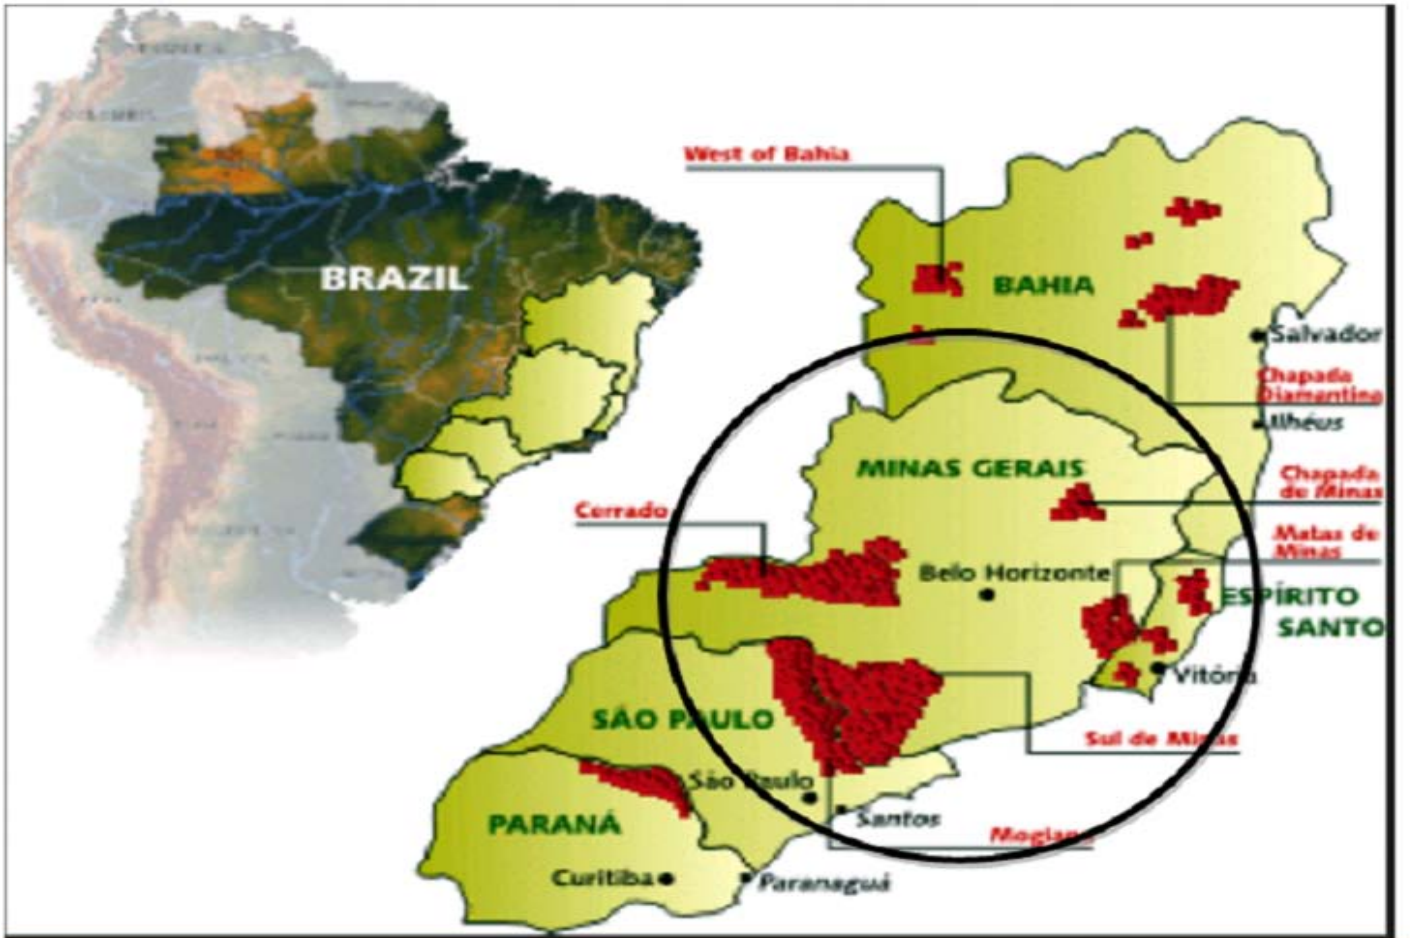 BRAZIL
West of Bahia
BAHIA
Salvador
Chapada
Diamantina
Ilhéus
MINAS GERAIS
Chapada
de Minas
Cerrado
Matas de
Minas
Belo Horizonte
ESPÍRITO
SANTO
Vitória
SÃO PAULO
Sul de Minas
São Paulo
Santos
Mogiana
PARANÁ
Curitiba
Paranaguá